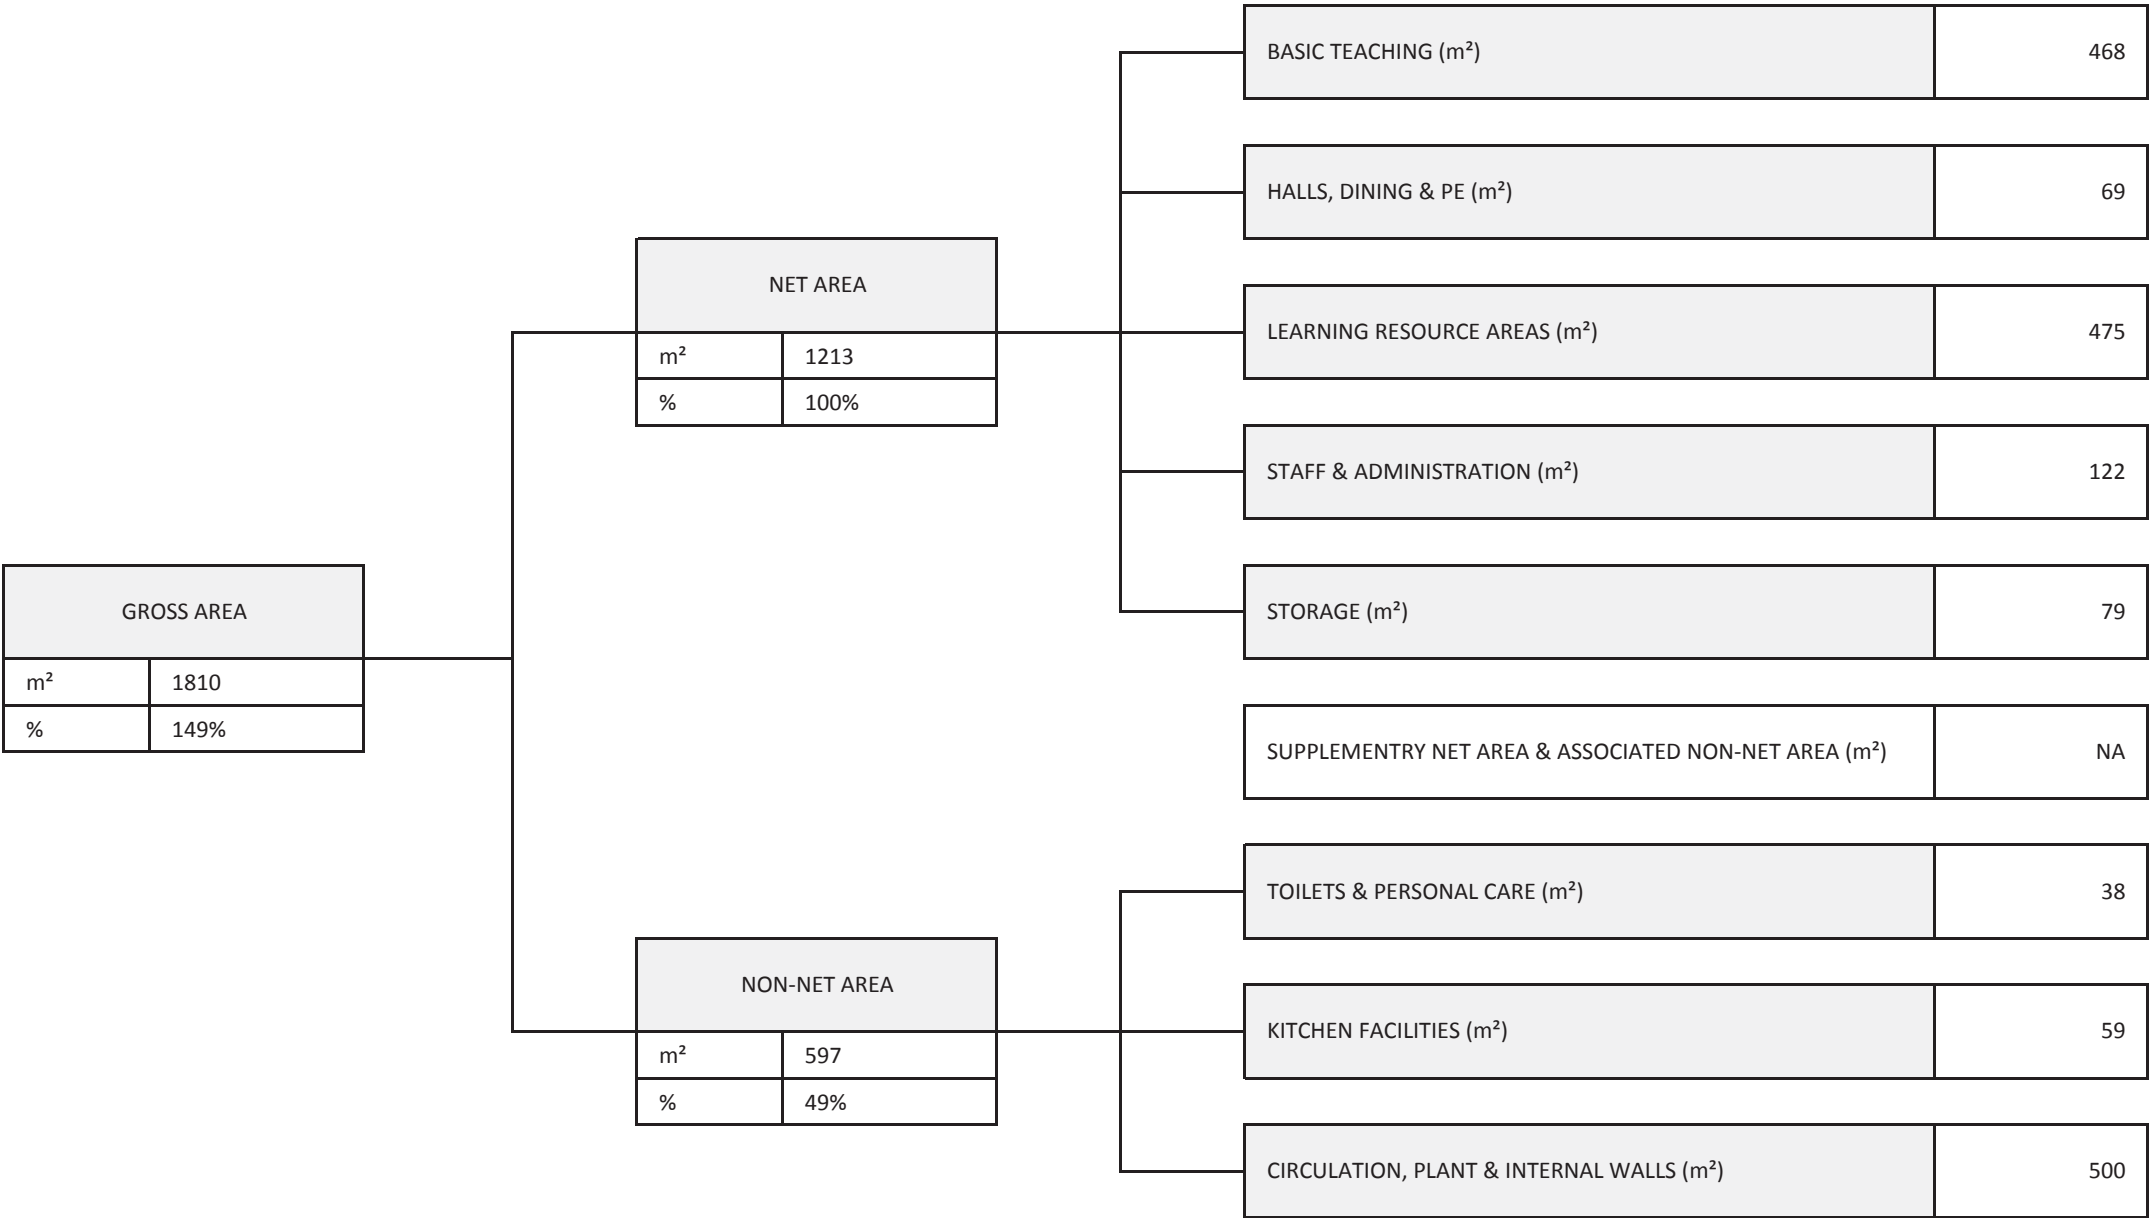 BASIC TEACHING (m²) 468
HALLS, DINING & PE (m²) 69
NET AREA
LEARNING RESOURCE AREAS (m²) 475
m² 1213
% 100%
STAFF & ADMINISTRATION (m²) 122
GROSS AREA
STORAGE (m²) 79
m² 1810
% 149%
SUPPLEMENTRY NET AREA & ASSOCIATED NON-NET AREA (m²) NA
TOILETS & PERSONAL CARE (m²) 38
NON-NET AREA
KITCHEN FACILITIES (m²) 59
m² 597
% 49%
CIRCULATION, PLANT & INTERNAL WALLS (m²) 500